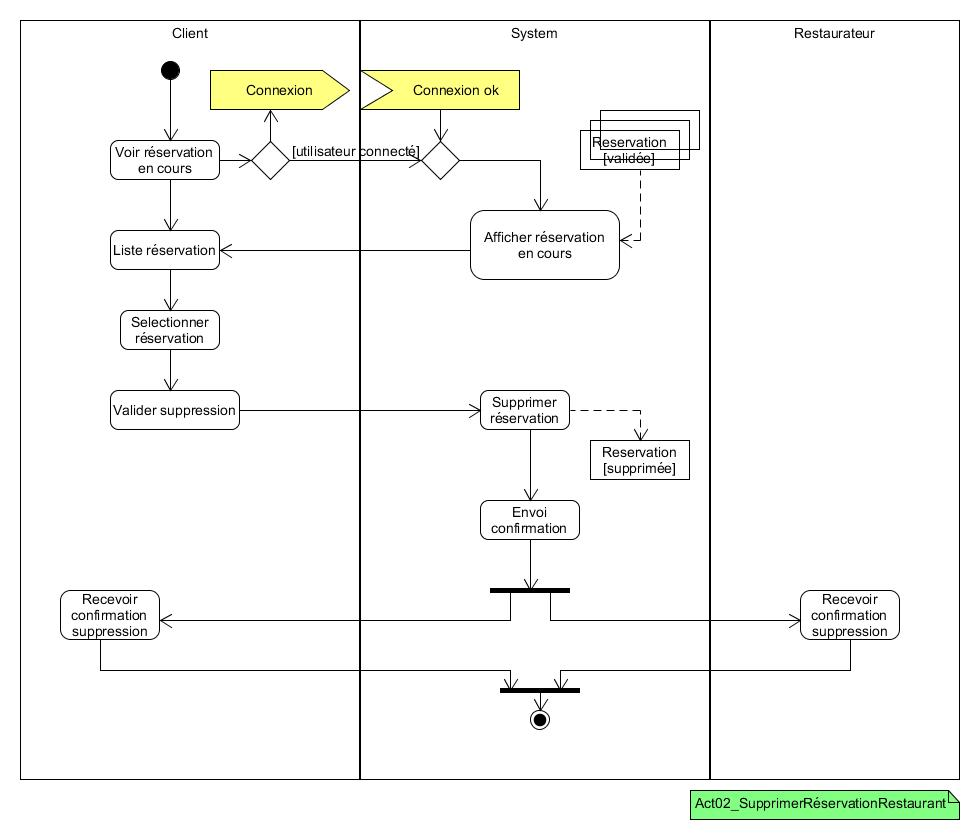 Client
System
Restaurateur
Connexion
Connexion ok
Voir réservation
en cours
[utilisateur connecté]
Reservation
[validée]
Afficher réservation
en cours
Liste réservation
Selectionner
réservation
Valider suppression
Supprimer
réservation
Reservation
[supprimée]
Envoi
confirmation
Recevoir
confirmation
suppression
Recevoir
confirmation
suppression
Act02_SupprimerRéservationRestaurant